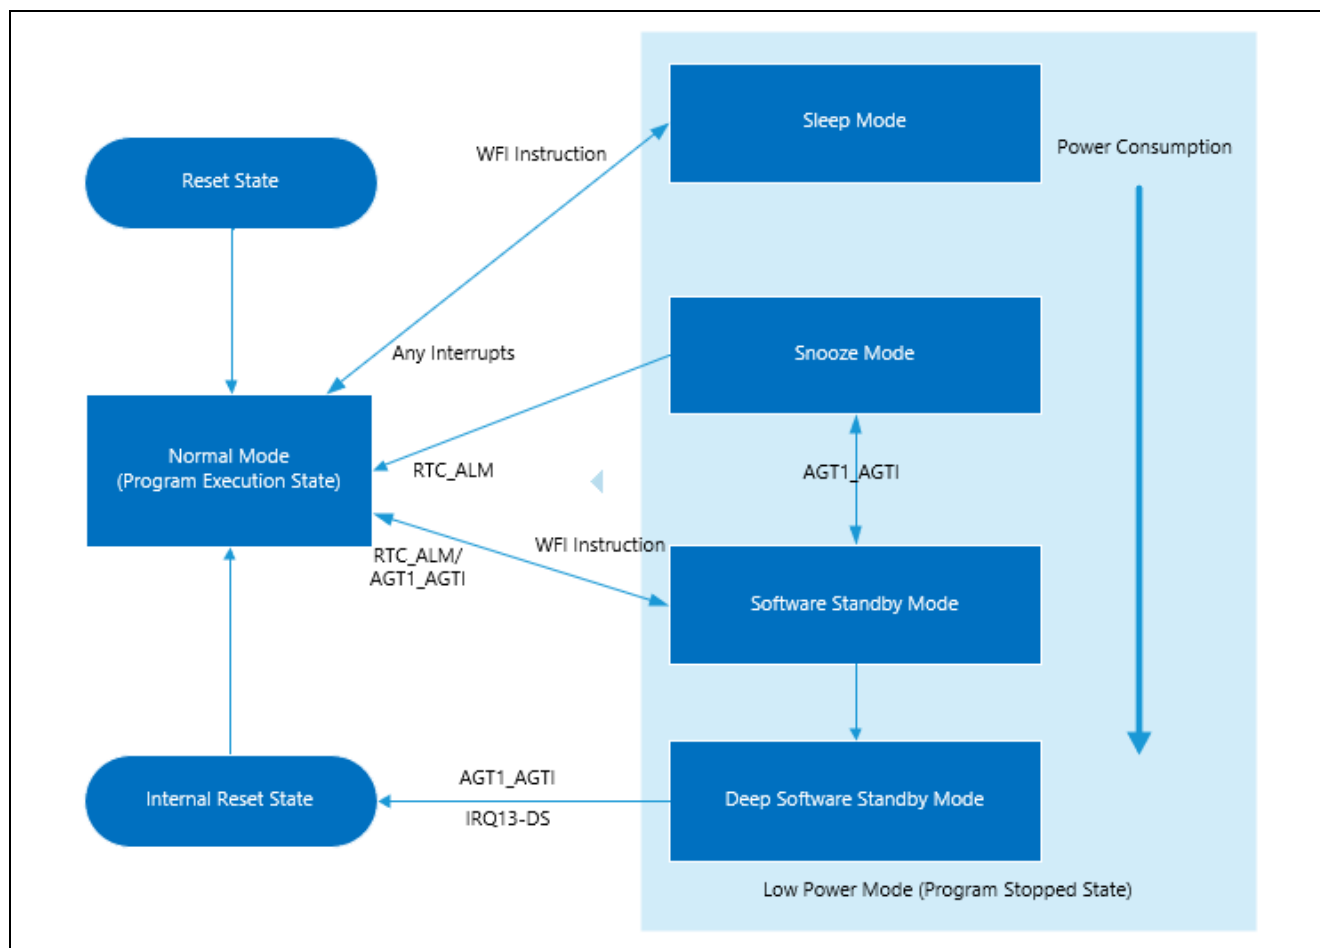 Sleep Mode
WFI Instruction
Power Consumption
Reset State
Any Interrupts
Snooze Mode
Normal Mode
(Program Execution State)
RTC_ALM
AGT1_AGTI
RTC_ALM/
AGT1_AGTI
WFI Instruction
Software Standby Mode
AGT1_AGTI
Internal Reset State
IRQ13-DS
Deep Software Standby Mode
Low Power Mode (Program Stopped State)